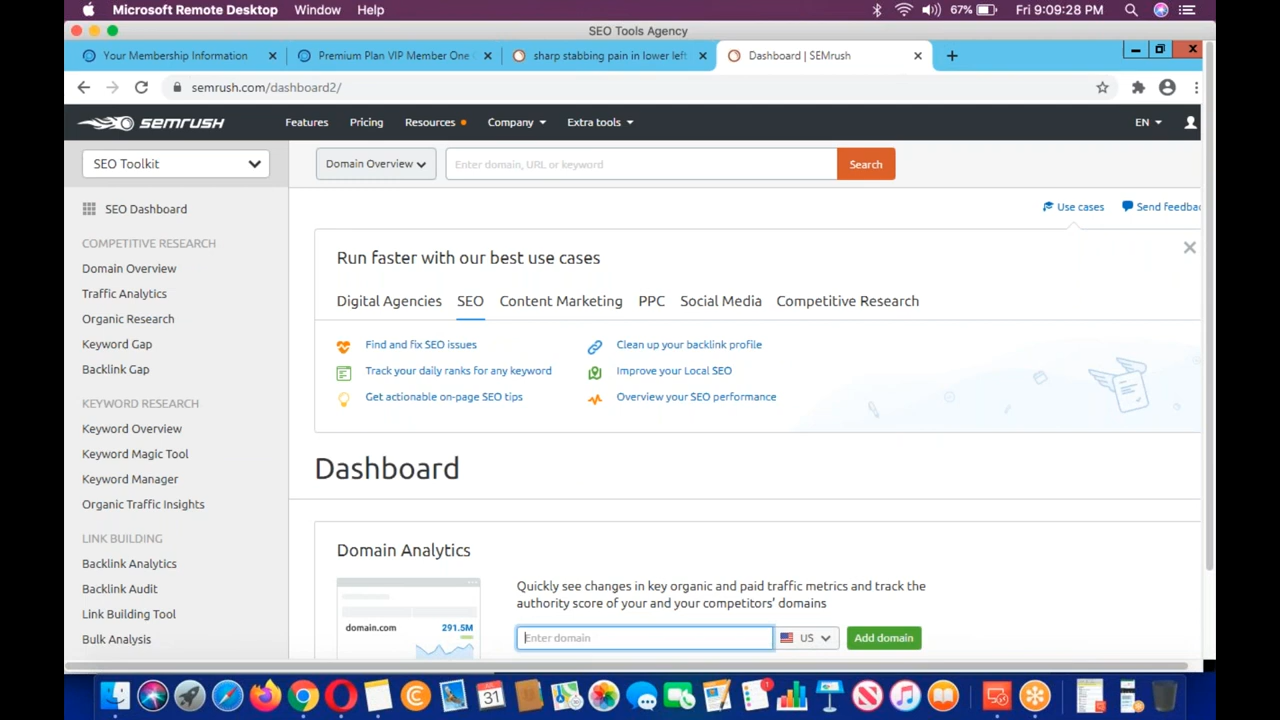 Microsoft Remote Desktop Window Help 67% Fri 9:09:28 PM
SEO Tools Agency
Your Membership Information Premium Plan VIP Member One sharp stabbing pain in lower left Dashboard | SEMrush
semrush.com/dashboard2/
SEMRUSH Features Pricing Resources Company Extra tools EN
SEO Toolkit Domain Overview Enter domain, URL or keyword Search
SEO Dashboard
Use cases Send feedbac
COMPETITIVE RESEARCH
Domain Overview
Traffic Analytics
Organic Research
Keyword Gap
Backlink Gap
KEYWORD RESEARCH
Keyword Overview
Keyword Magic Tool
Keyword Manager
Organic Traffic Insights
LINK BUILDING
Backlink Analytics
Backlink Audit
Link Building Tool
Bulk Analysis
Run faster with our best use cases
Digital Agencies SEO Content Marketing PPC Social Media Competitive Research
Find and fix SEO issues Clean up your backlink profile
Track your daily ranks for any keyword Improve your Local SEO
Get actionable on-page SEO tips Overview your SEO performance
Dashboard
Domain Analytics
Quickly see changes in key organic and paid traffic metrics and track the
authority score of your and your competitors' domains
domain.com 291.5M
Enter domain US Add domain
31
1